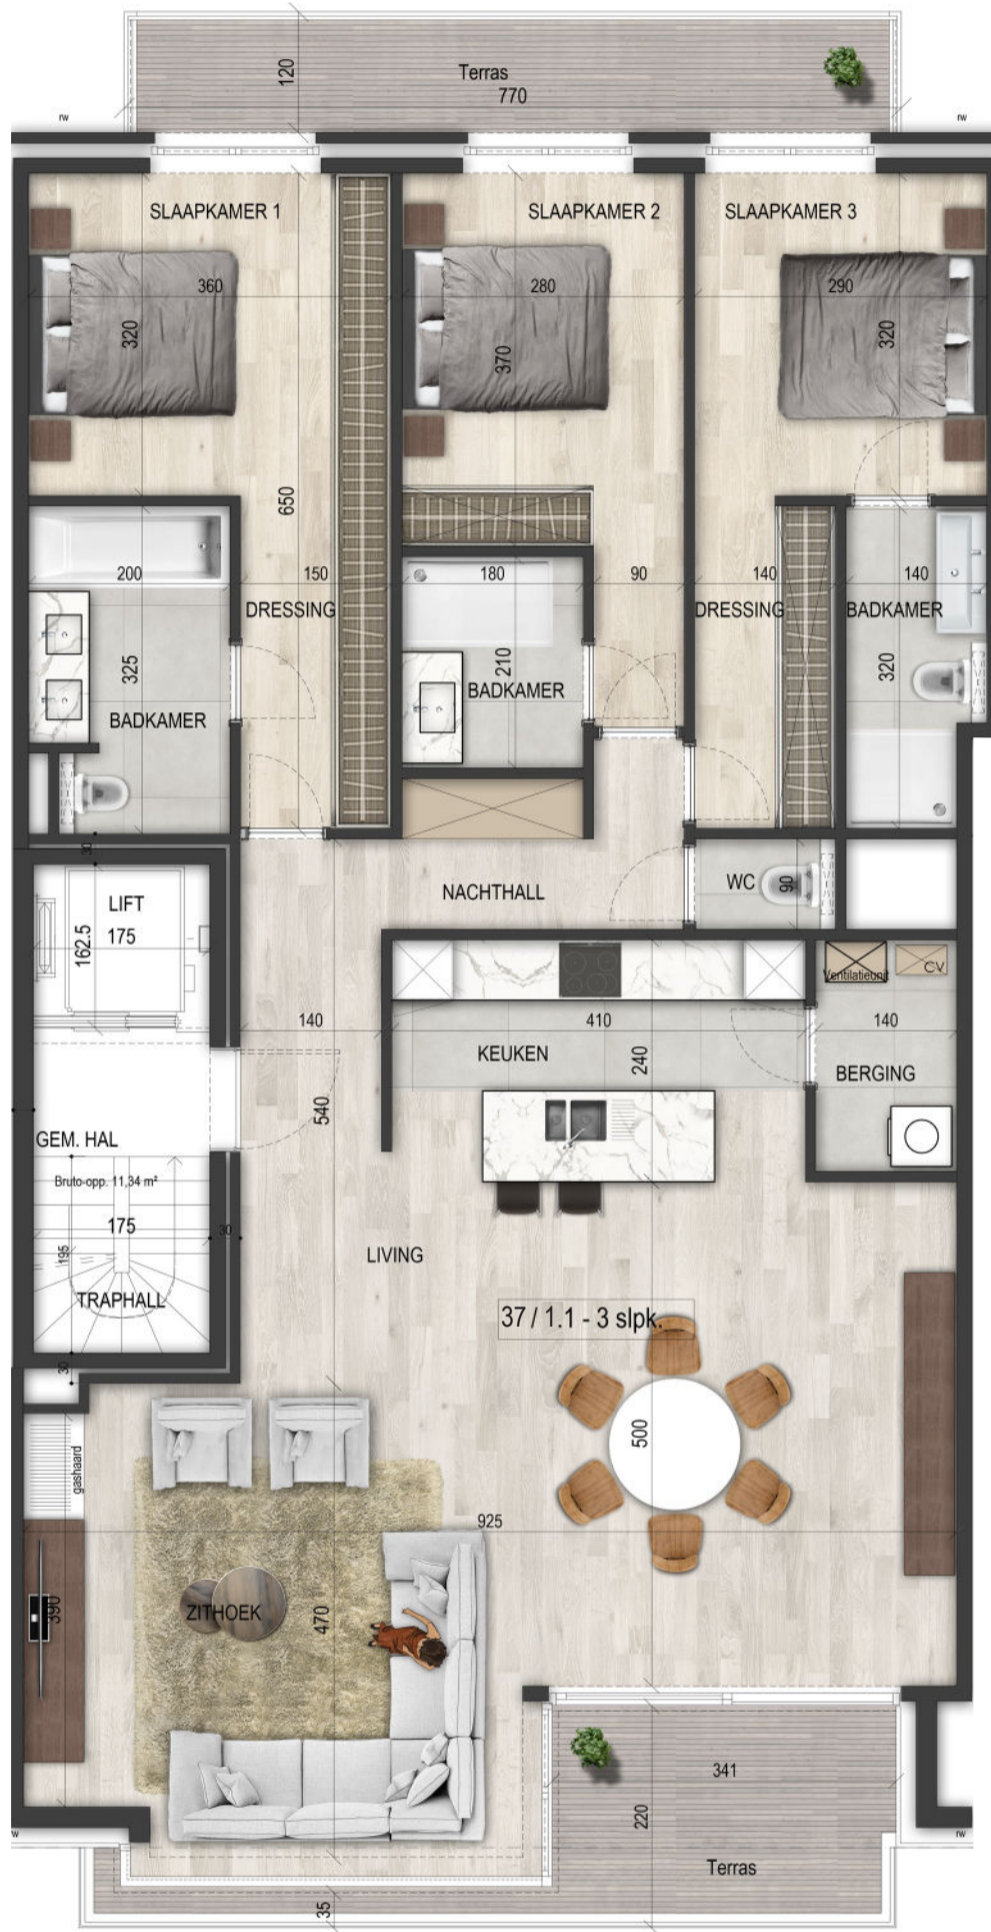 120
Terras
770
rw
rw
SLAAPKAMER 1
SLAAPKAMER 2
SLAAPKAMER 3
360
280
290
320
370
320
650
200
150
180
90
140
140
DRESSING
DRESSING
BADKAMER
325
210
320
BADKAMER
BADKAMER
30
LIFT
175
162.5
NACHTHALL
WC
90
Ventilatieunit
CV
140
410
140
KEUKEN
240
BERGING
540
GEM. HAL
Bruto-opp. 11,34 m²
175
30
195
LIVING
TRAPHALL
37 / 1.1 - 3 slpk.
30
gashaard
500
925
390
ZITHOEK
470
341
220
rw
rw
Terras
35